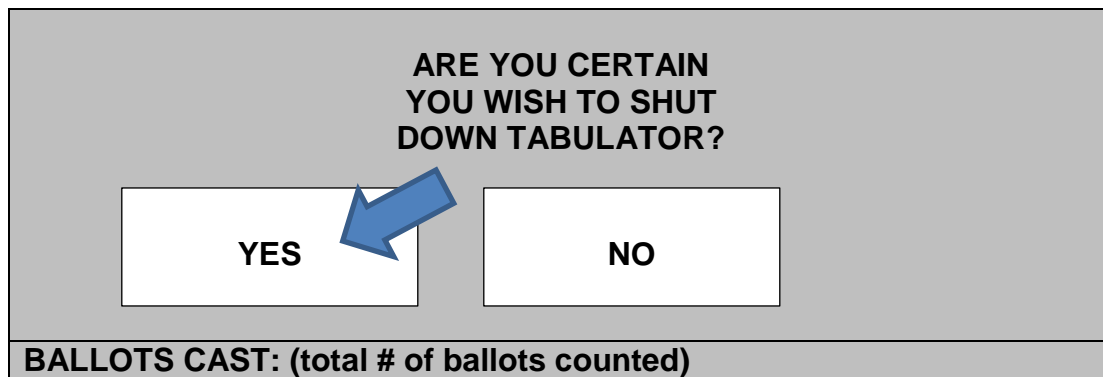 ARE YOU CERTAIN
YOU WISH TO SHUT
DOWN TABULATOR?
YES
NO
BALLOTS CAST: (total # of ballots counted)